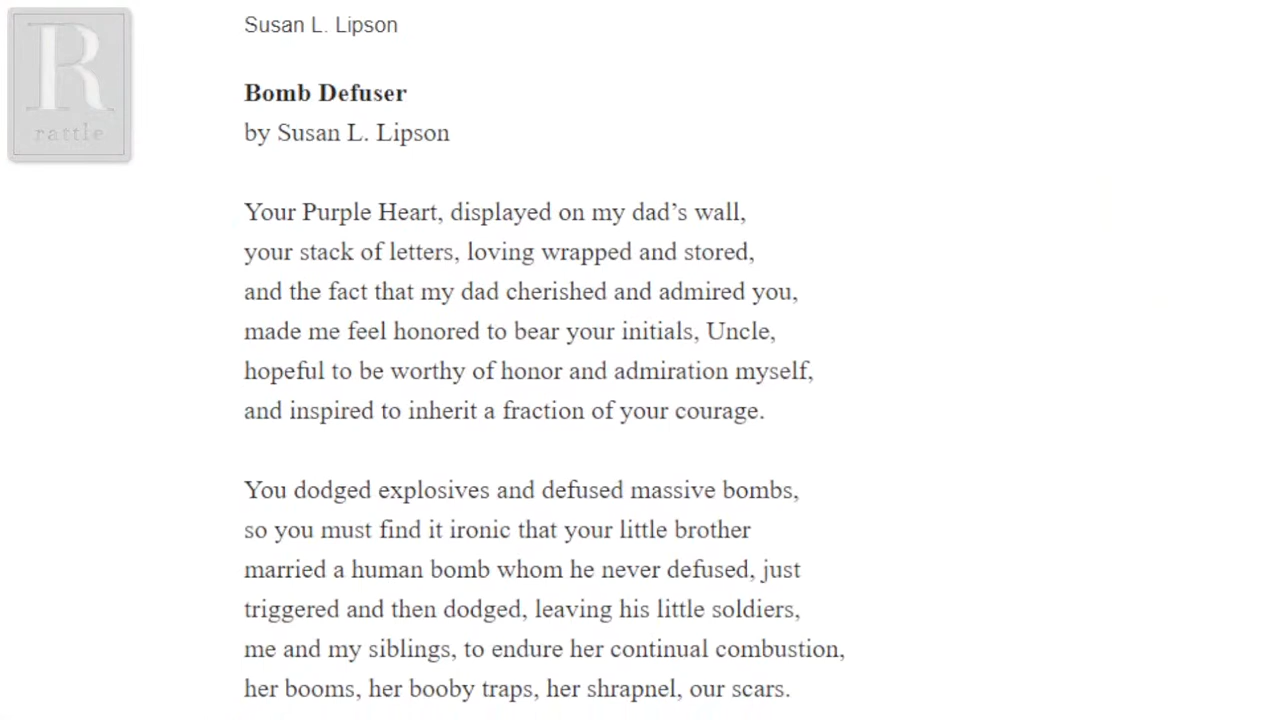 R
rattle
Susan L. Lipson
Bomb Defuser
by Susan L. Lipson
Your Purple Heart, displayed on my dad’s wall,
your stack of letters, loving wrapped and stored,
and the fact that my dad cherished and admired you,
made me feel honored to bear your initials, Uncle,
hopeful to be worthy of honor and admiration myself,
and inspired to inherit a fraction of your courage.
You dodged explosives and defused massive bombs,
so you must find it ironic that your little brother
married a human bomb whom he never defused, just
triggered and then dodged, leaving his little soldiers,
me and my siblings, to endure her continual combustion,
her booms, her booby traps, her shrapnel, our scars.